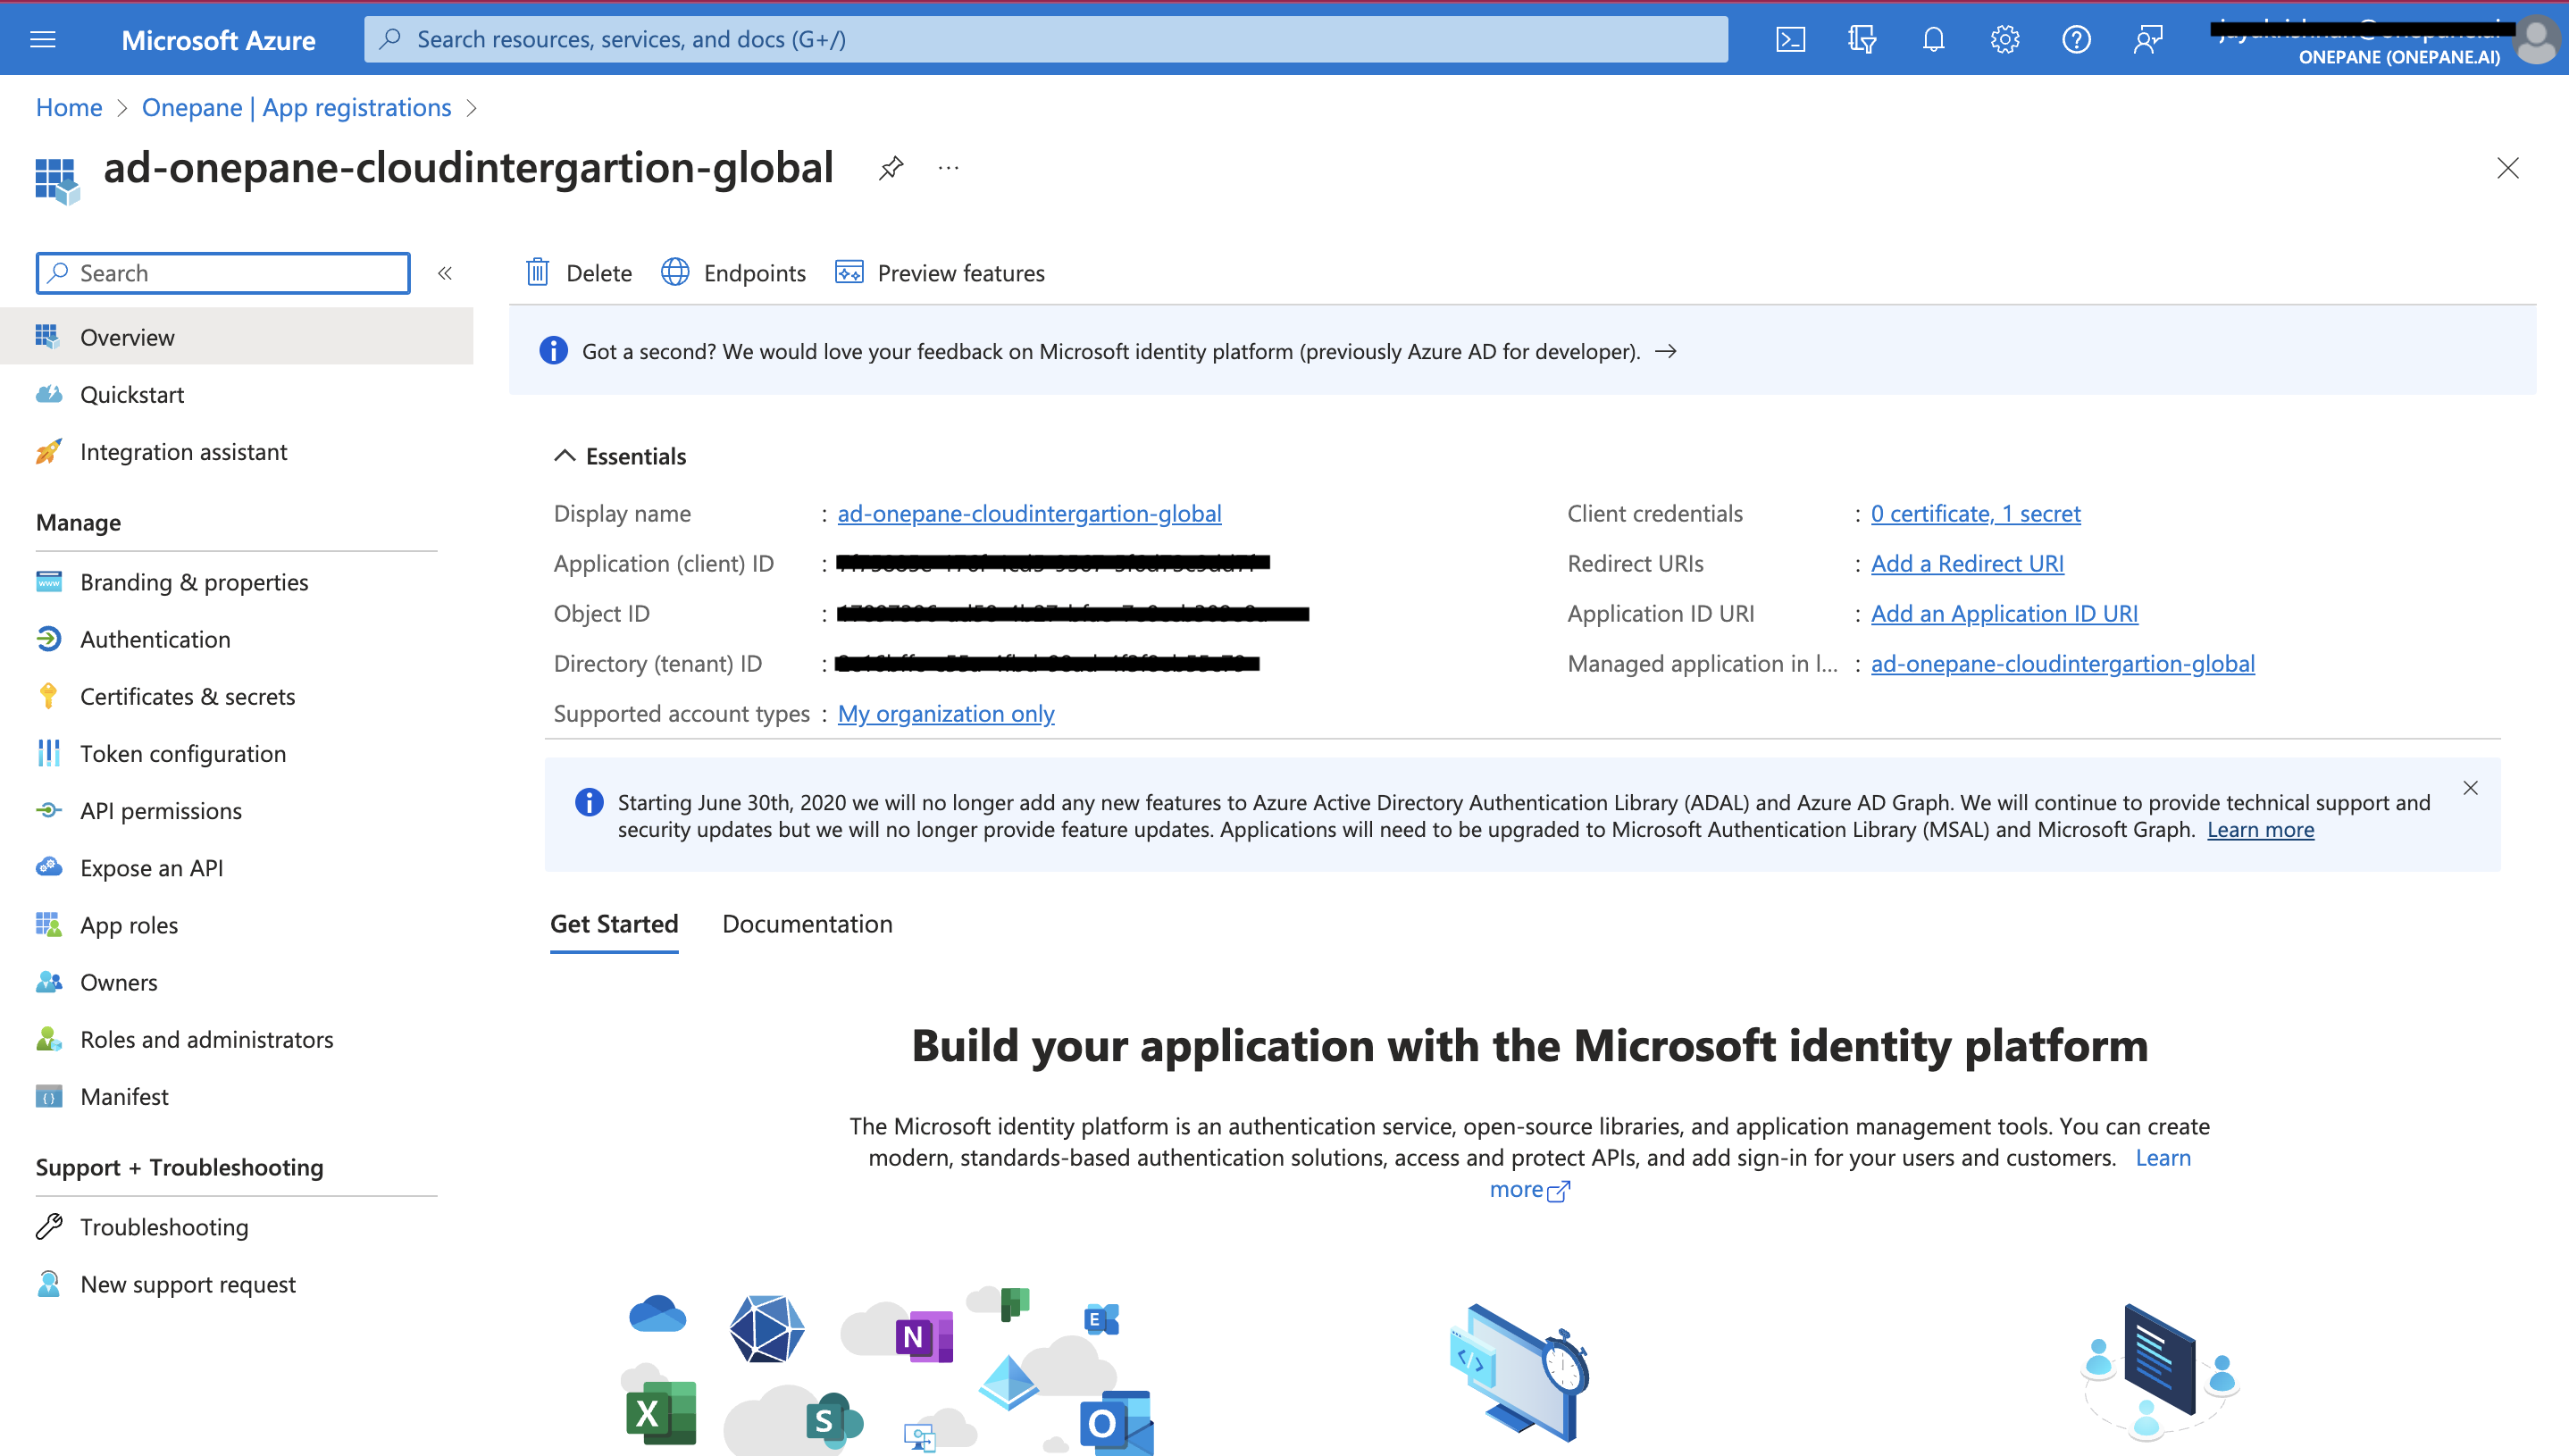 Microsoft Azure
Search resources, services, and docs (G+/)
ONEPANE (ONEPANE.AI)
Home
Onepane | App registrations
ad-onepane-cloudintergartion-global
...
Search
«
Delete
Endpoints
Preview features
Overview
Quickstart
Integration assistant
Manage
Branding & properties
Authentication
Certificates & secrets
Token configuration
API permissions
Expose an API
App roles
Owners
Roles and administrators
Manifest
Support + Troubleshooting
Troubleshooting
New support request
Got a second? We would love your feedback on Microsoft identity platform (previously Azure AD for developer). →
Essentials
Display name : ad-onepane-cloudintergartion-global
Application (client) ID :
Object ID :
Directory (tenant) ID :
Supported account types : My organization only
Client credentials : 0 certificate, 1 secret
Redirect URIs : Add a Redirect URI
Application ID URI : Add an Application ID URI
Managed application in l... : ad-onepane-cloudintergartion-global
Starting June 30th, 2020 we will no longer add any new features to Azure Active Directory Authentication Library (ADAL) and Azure AD Graph. We will continue to provide technical support and
security updates but we will no longer provide feature updates. Applications will need to be upgraded to Microsoft Authentication Library (MSAL) and Microsoft Graph. Learn more
Get Started
Documentation
Build your application with the Microsoft identity platform
The Microsoft identity platform is an authentication service, open-source libraries, and application management tools. You can create
modern, standards-based authentication solutions, access and protect APIs, and add sign-in for your users and customers. Learn
more
N
E
X
S
O